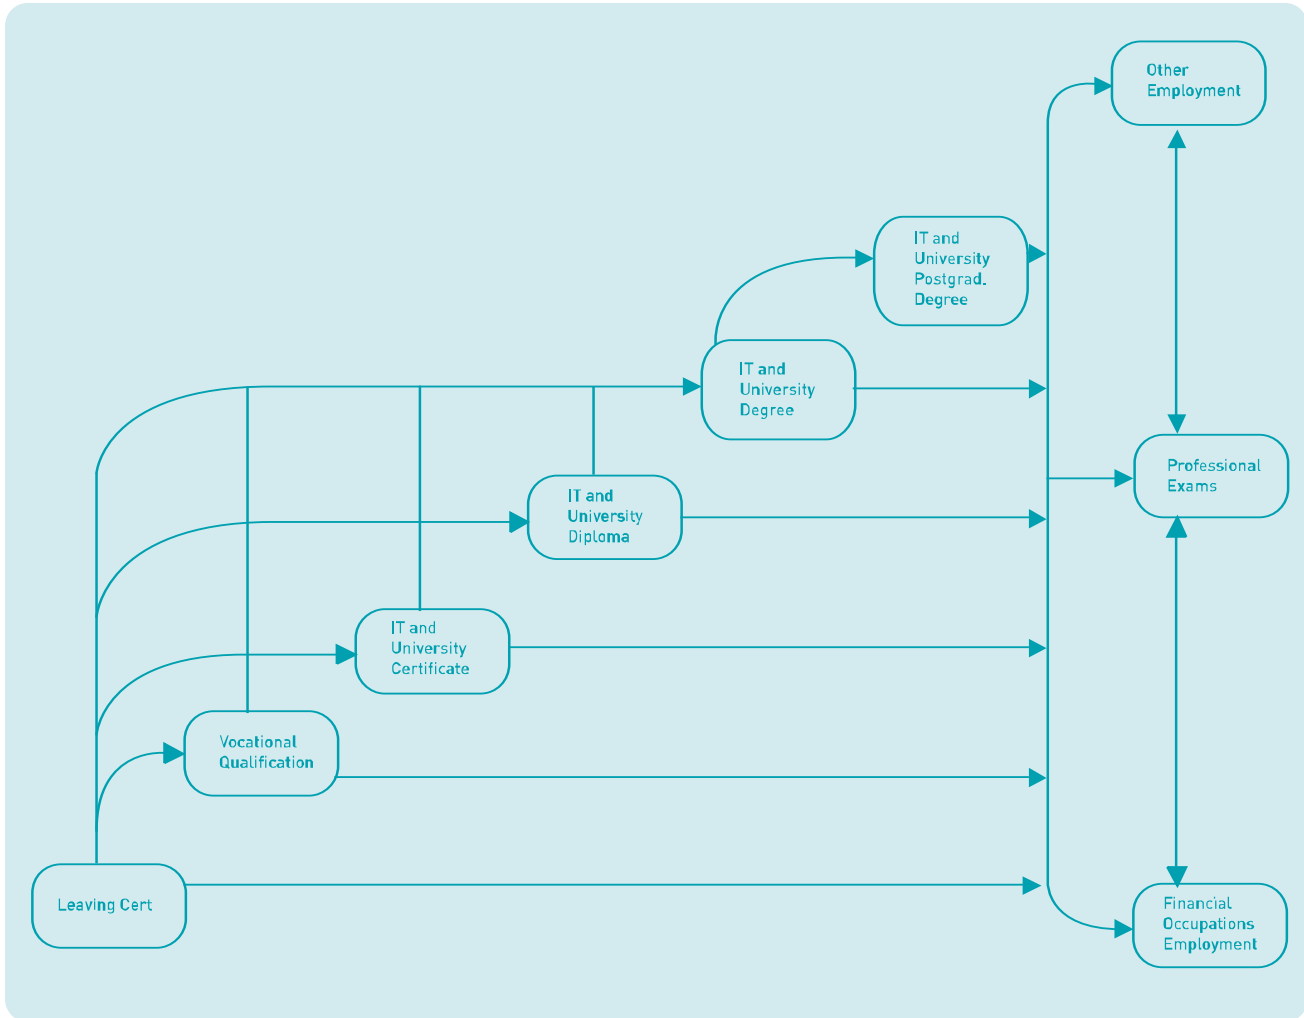 Other
Employment
IT and
University
Postgrad.
Degree
IT and
University
Degree
Professional
Exams
IT and
University
Diploma
IT and
University
Certificate
Vocational
Qualification
Leaving Cert
Financial
Occupations
Employment